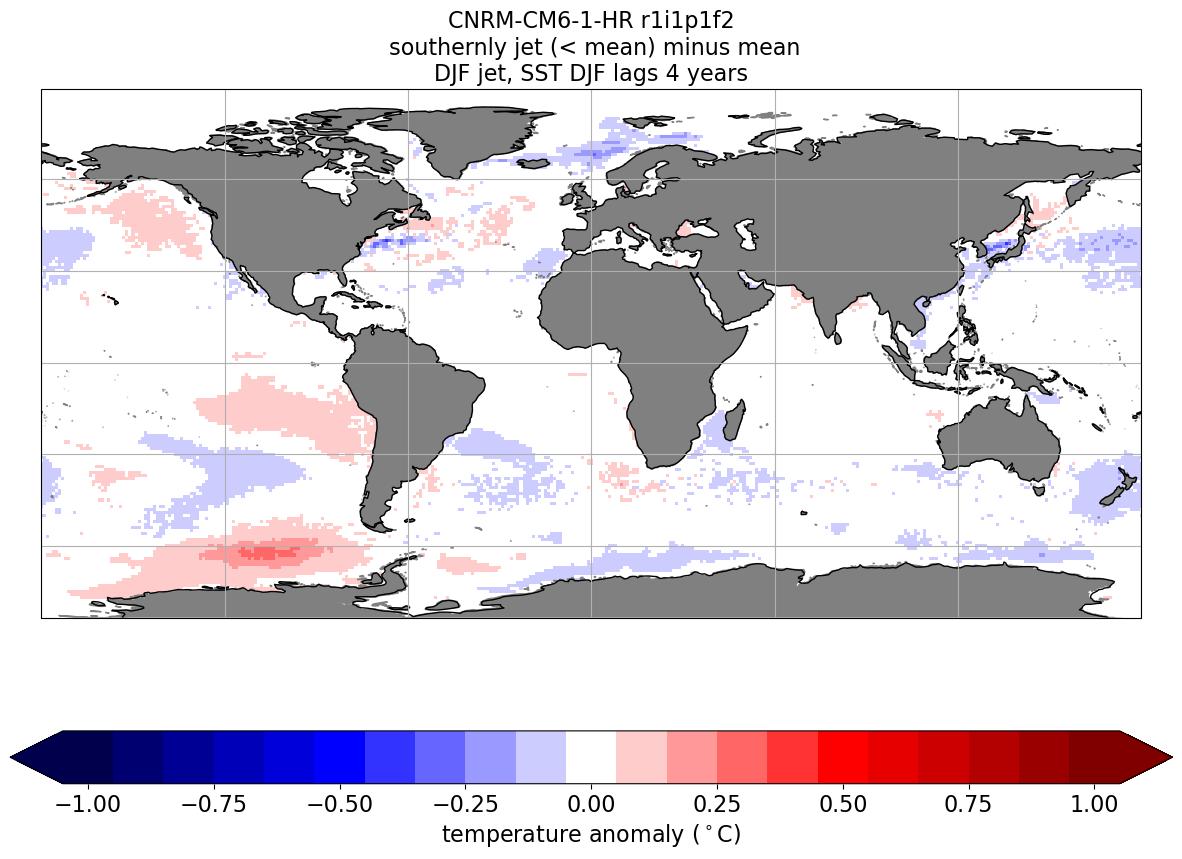 CNRM-CM6-1-HR r1i1p1f2
southernly jet (< mean) minus mean
DJF jet, SST DJF lags 4 years
−1.00 −0.75 −0.50 −0.25 0.00 0.25 0.50 0.75 1.00
temperature anomaly (°C)